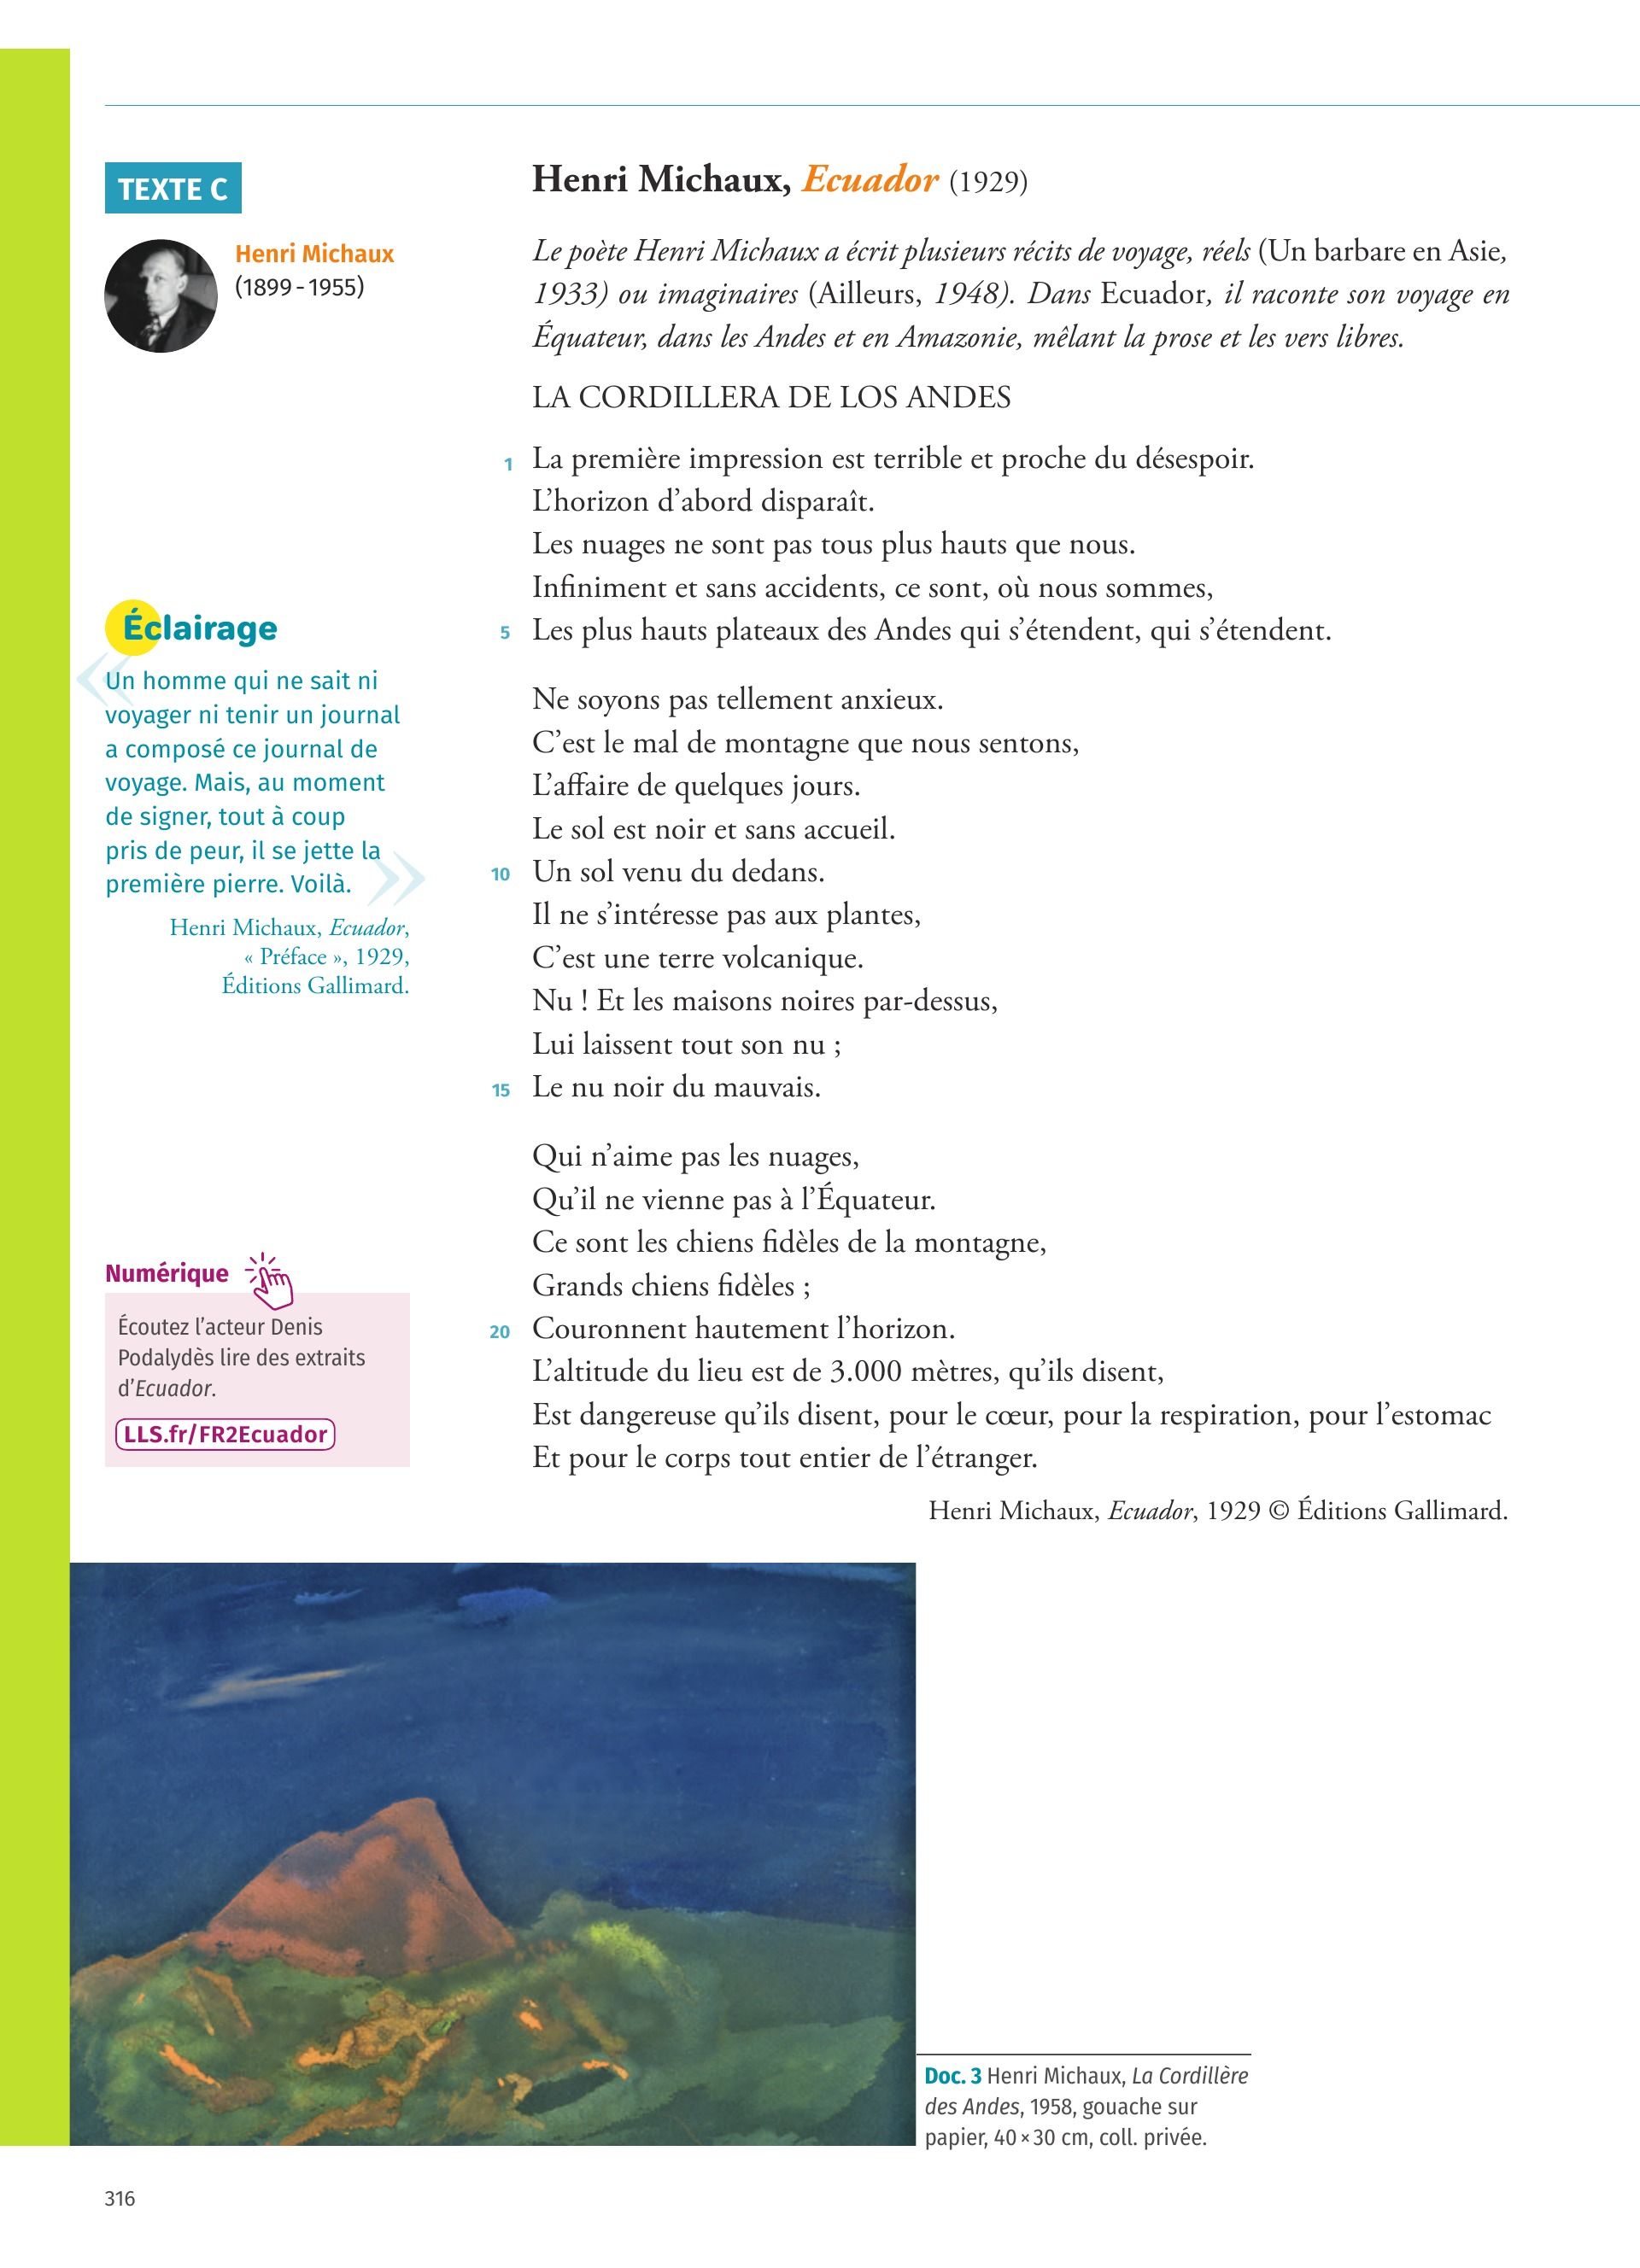 TEXTE C
Henri Michaux
(1899 - 1955)
Henri Michaux, Ecuador (1929)
Le poète Henri Michaux a écrit plusieurs récits de voyage, réels (Un barbare en Asie,
1933) ou imaginaires (Ailleurs, 1948). Dans Ecuador, il raconte son voyage en
Équateur, dans les Andes et en Amazonie, mêlant la prose et les vers libres.
LA CORDILLERA DE LOS ANDES
1 La première impression est terrible et proche du désespoir.
L’horizon d’abord disparaît.
Les nuages ne sont pas tous plus hauts que nous.
Infiniment et sans accidents, ce sont, où nous sommes,
5 Les plus hauts plateaux des Andes qui s’étendent, qui s’étendent.
Ne soyons pas tellement anxieux.
C’est le mal de montagne que nous sentons,
L’affaire de quelques jours.
Le sol est noir et sans accueil.
10 Un sol venu du dedans.
Il ne s’intéresse pas aux plantes,
C’est une terre volcanique.
Nu ! Et les maisons noires par-dessus,
Lui laissent tout son nu ;
15 Le nu noir du mauvais.
Qui n’aime pas les nuages,
Qu’il ne vienne pas à l’Équateur.
Ce sont les chiens fidèles de la montagne,
Grands chiens fidèles ;
20 Couronnent hautement l’horizon.
L’altitude du lieu est de 3.000 mètres, qu’ils disent,
Est dangereuse qu’ils disent, pour le cœur, pour la respiration, pour l’estomac
Et pour le corps tout entier de l’étranger.
Henri Michaux, Ecuador, 1929 © Éditions Gallimard.
Éclairage
«
Un homme qui ne sait ni
voyager ni tenir un journal
a composé ce journal de
voyage. Mais, au moment
de signer, tout à coup
pris de peur, il se jette la
première pierre. Voilà.
»
Henri Michaux, Ecuador,
« Préface », 1929,
Éditions Gallimard.
Numérique
Écoutez l’acteur Denis
Podalydès lire des extraits
d’Ecuador.
LLS.fr/FR2Ecuador
Doc. 3 Henri Michaux, La Cordillère
des Andes, 1958, gouache sur
papier, 40 × 30 cm, coll. privée.
316